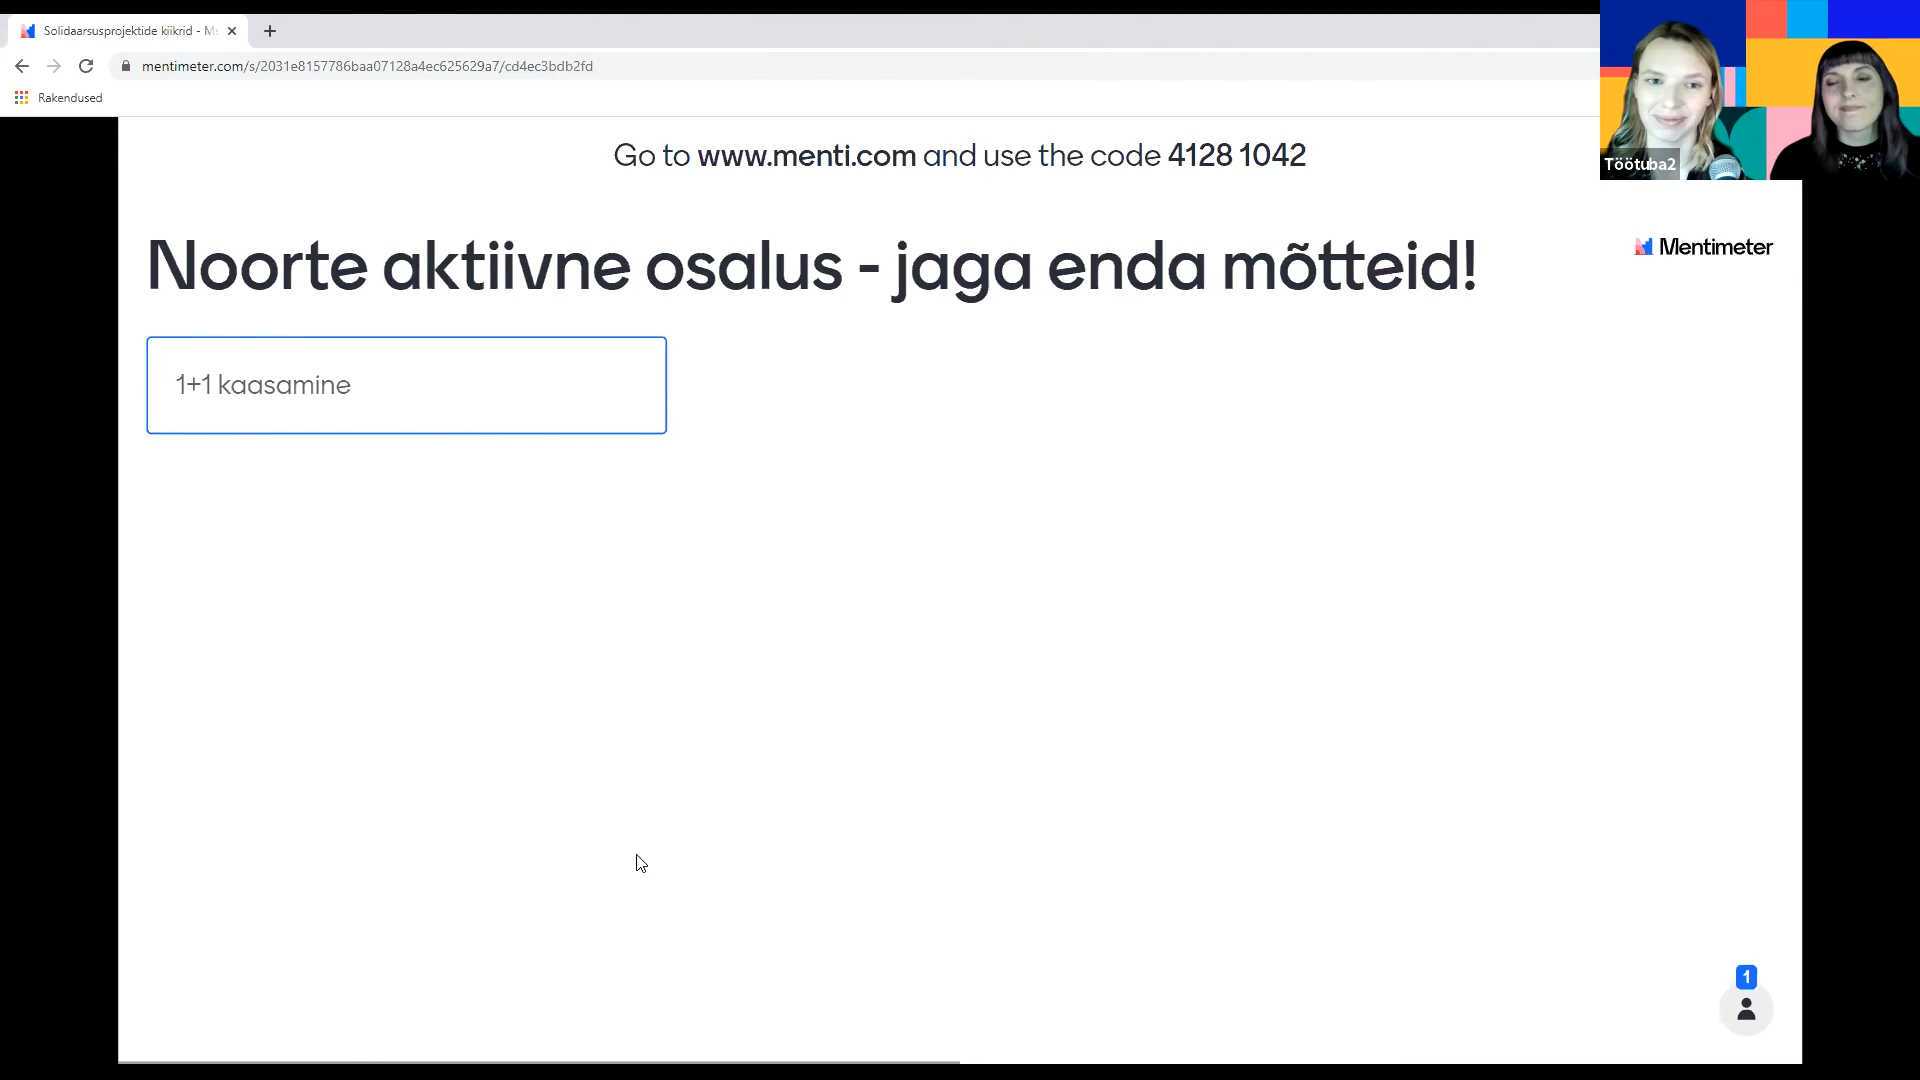 Solidaarsusprojektide kiikrid - M
mentimeter.com/s/2031e8157786baa07128a4ec625629a7/cd4ec3bdb2fd
Rakendused
Töötuba2
Go to www.menti.com and use the code 4128 1042
Noorte aktiivne osalus - jaga enda mõtteid!
Mentimeter
1+1 kaasamine
1